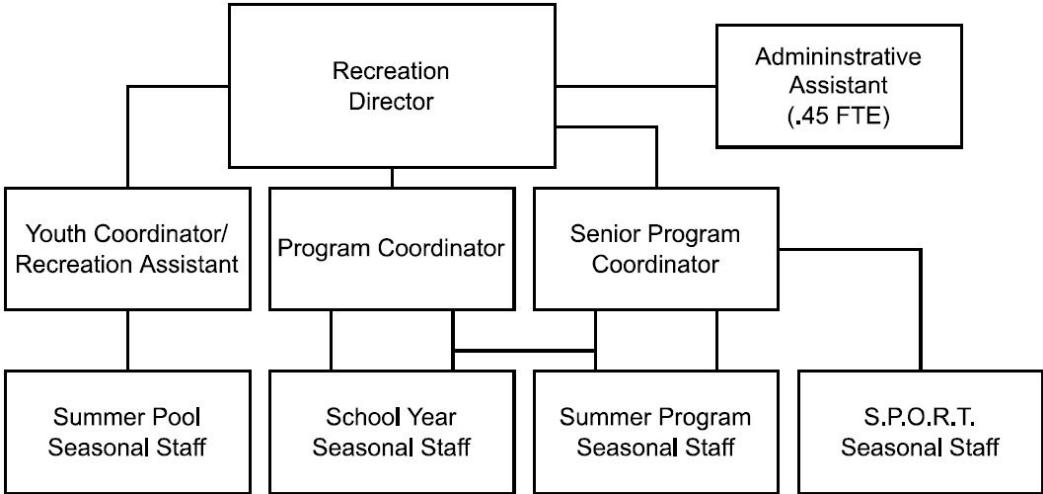 Recreation
Director
Admininstrative
Assistant
(.45 FTE)
Youth Coordinator/
Recreation Assistant
Program Coordinator
Senior Program
Coordinator
Summer Pool
Seasonal Staff
School Year
Seasonal Staff
Summer Program
Seasonal Staff
S.P.O.R.T.
Seasonal Staff